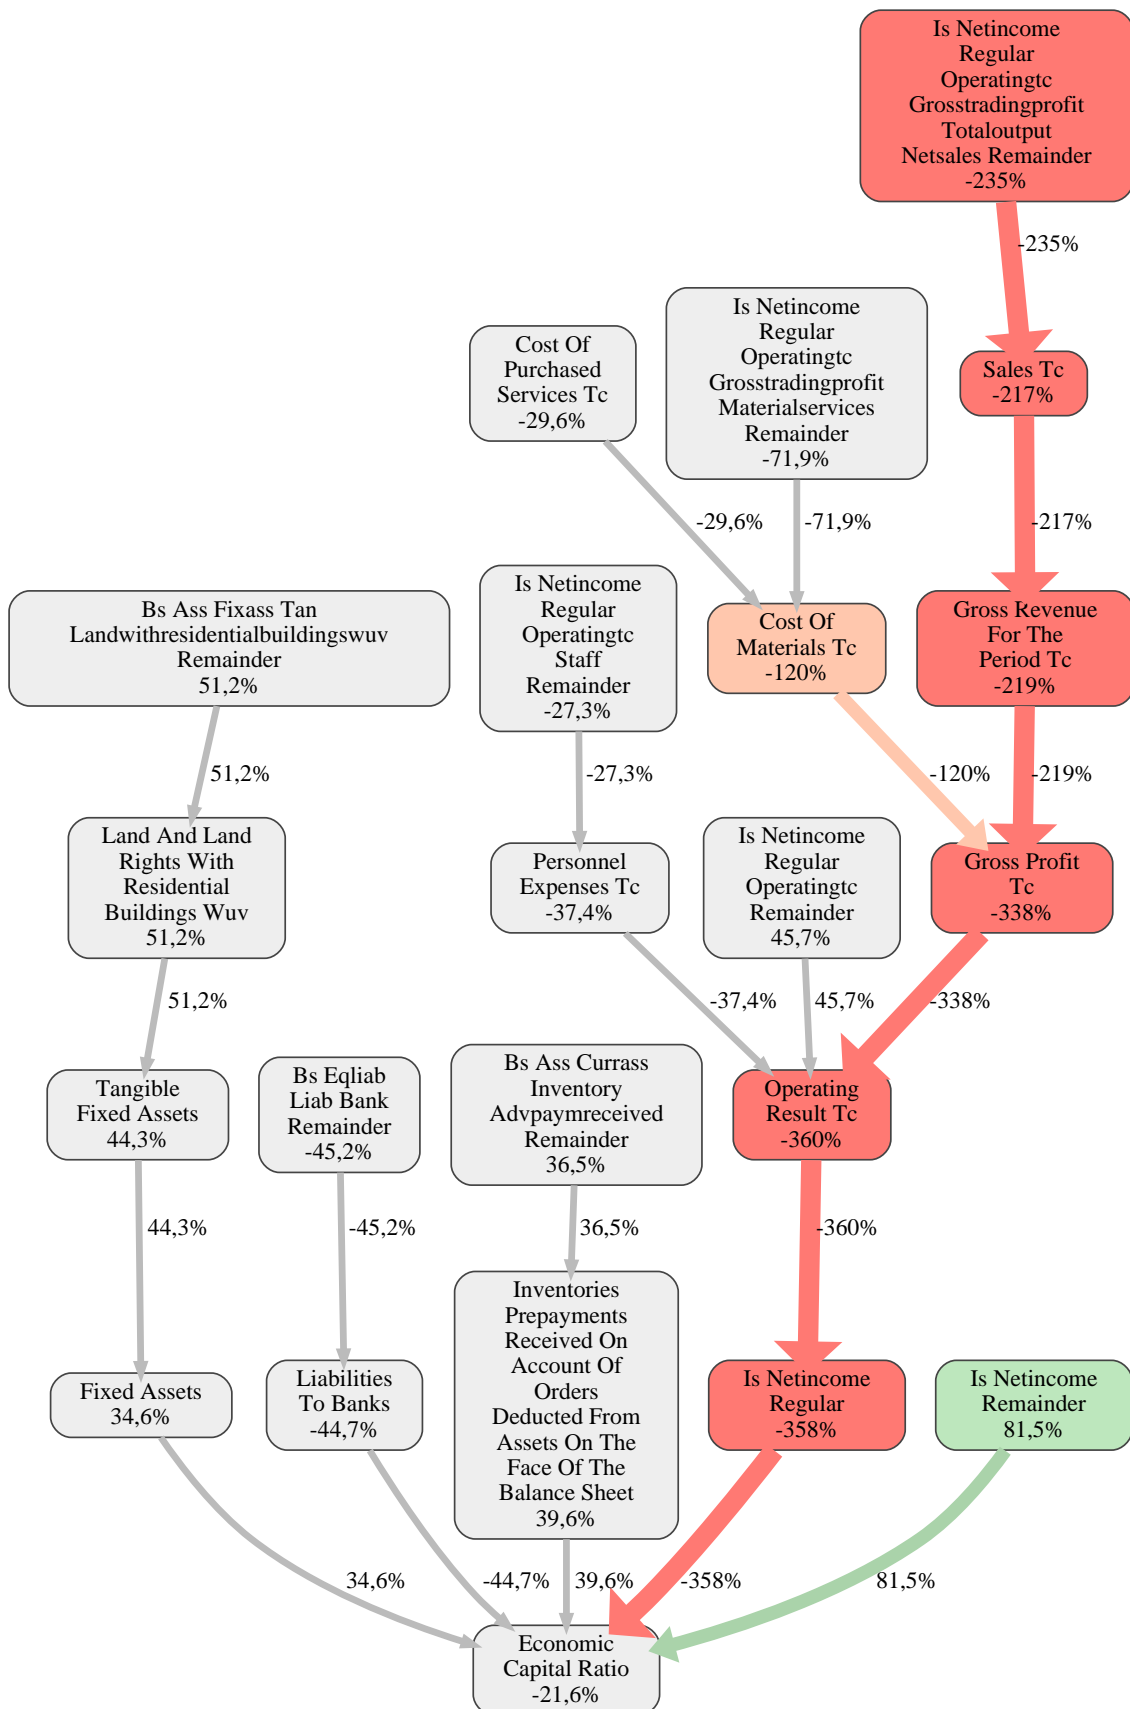 Is Netincome
Regular
Operatingtc
Grosstradingprofit
Totaloutput
Netsales Remainder
-235%
-235%
Is Netincome
Regular
Operatingtc
Grosstradingprofit
Materialservices
Remainder
-71,9%
Cost Of
Purchased
Services Tc
-29,6%
Sales Tc
-217%
-29,6%
-71,9%
-217%
Bs Ass Fixass Tan
Landwithresidentialbuildingswuv
Remainder
51,2%
Is Netincome
Regular
Operatingtc
Staff
Remainder
-27,3%
Cost Of
Materials Tc
-120%
Gross Revenue
For The
Period Tc
-219%
51,2%
-27,3%
-120%
-219%
Land And Land
Rights With
Residential
Buildings Wuv
51,2%
Personnel
Expenses Tc
-37,4%
Is Netincome
Regular
Operatingtc
Remainder
45,7%
Gross Profit
Tc
-338%
51,2%
-37,4%
45,7%
-338%
Tangible
Fixed Assets
44,3%
Bs Eqliab
Liab Bank
Remainder
-45,2%
Bs Ass Currass
Inventory
Advpaymreceived
Remainder
36,5%
Operating
Result Tc
-360%
44,3%
-45,2%
36,5%
-360%
Fixed Assets
34,6%
Liabilities
To Banks
-44,7%
Inventories
Prepayments
Received On
Account Of
Orders
Deducted From
Assets On The
Face Of The
Balance Sheet
39,6%
Is Netincome
Regular
-358%
Is Netincome
Remainder
81,5%
34,6%
-44,7%
39,6%
-358%
81,5%
Economic
Capital Ratio
-21,6%